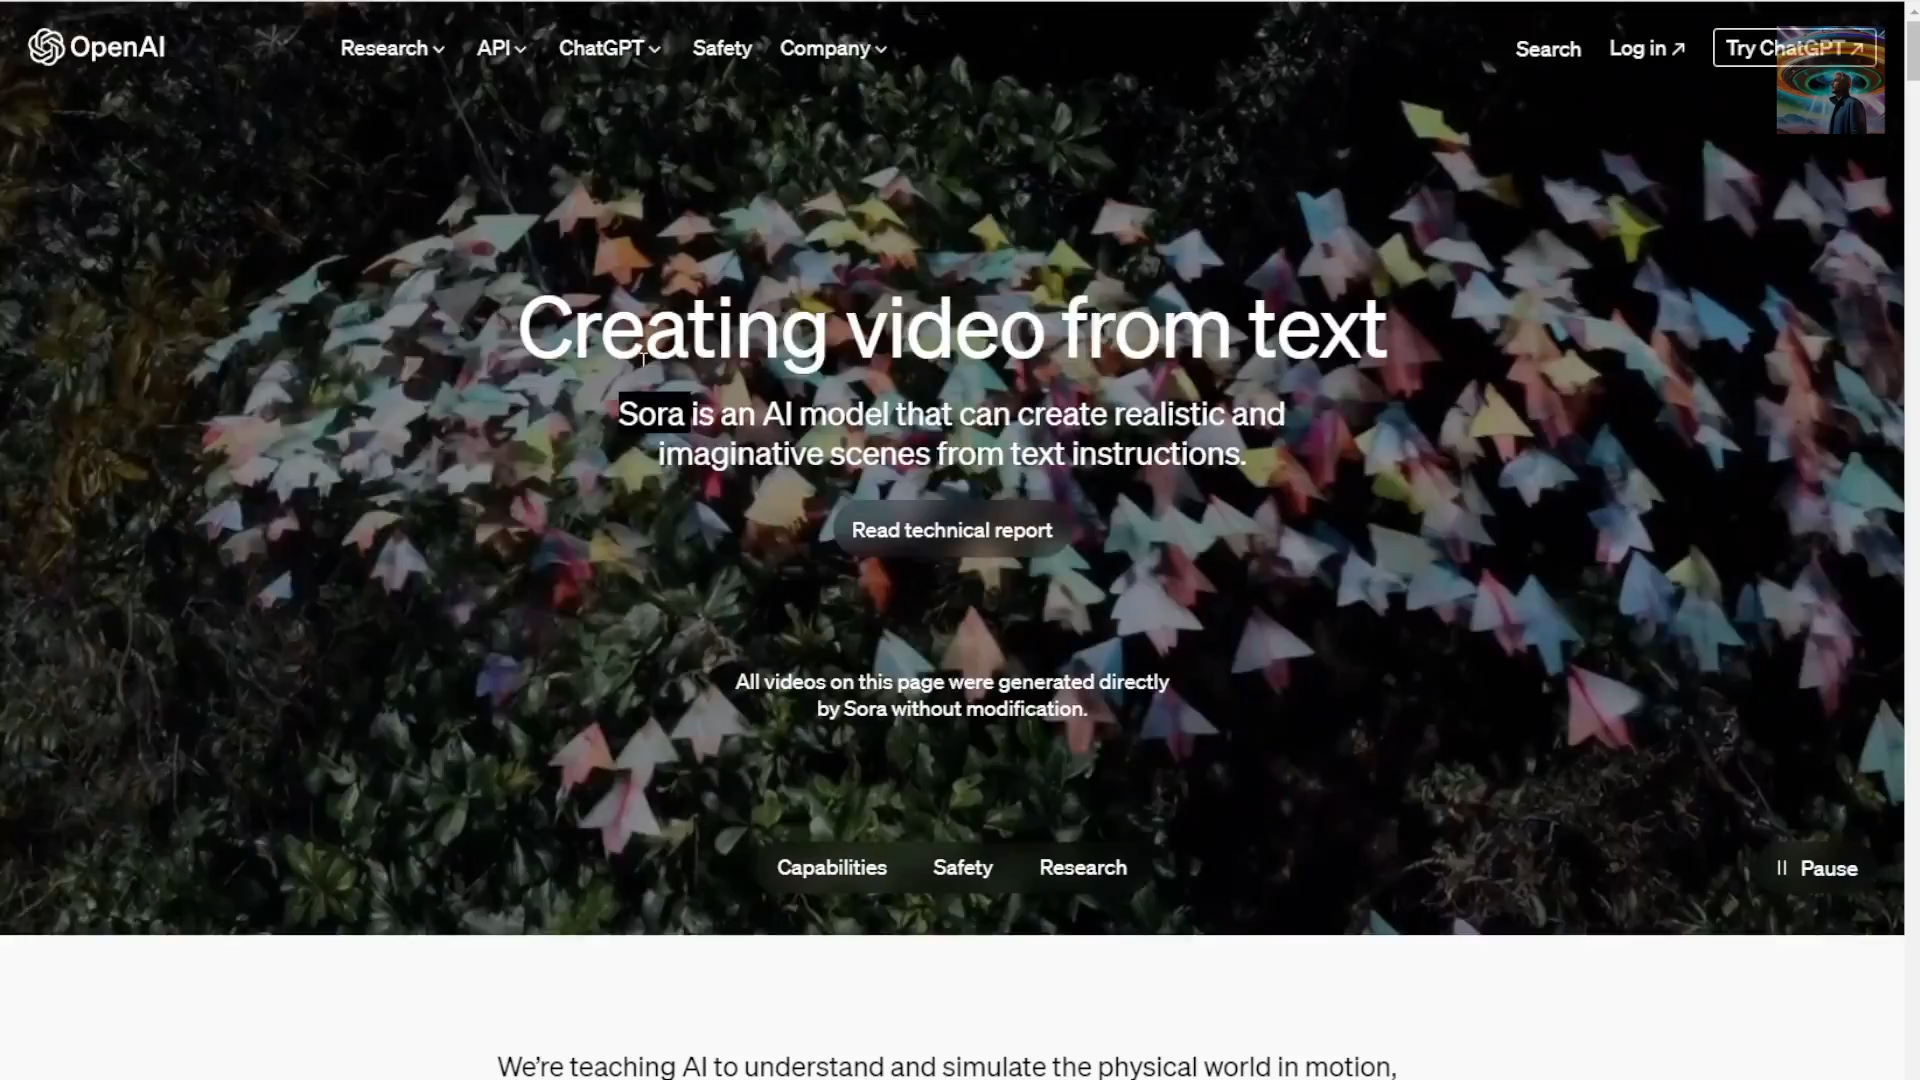 OpenAI
Research API ChatGPT Safety Company
Search Log in Try ChatGPT
Creating video from text
Sora is an AI model that can create realistic and
imaginative scenes from text instructions.
Read technical report
All videos on this page were generated directly
by Sora without modification.
Capabilities Safety Research
Pause
We're teaching AI to understand and simulate the physical world in motion,